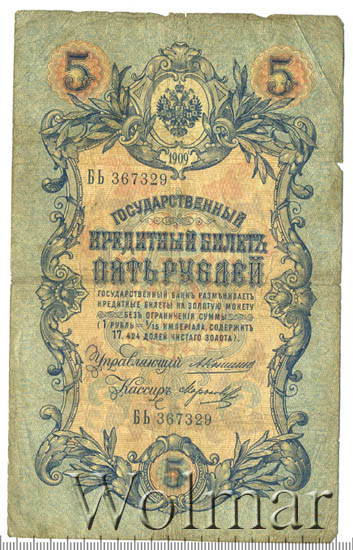 5 5
1909
БЬ 367329
ГОСУДАРСТВЕННЫЙ
КРЕДИТНЫЙ БИЛЕТЪ
ПЯТЬ РУБЛЕЙ
ГОСУДАРСТВЕННЫЙ БАНКЪ РАЗМѢНИВАЕТЪ
КРЕДИТНЫЕ БИЛЕТЫ НА ЗОЛОТУЮ МОНЕТУ
БЕЗЪ ОГРАНИЧЕНІЯ СУММЫ
(1 РУБЛЬ = 1/15 ИМПЕРІАЛА, СОДЕРЖИТЪ
17,424 ДОЛЕЙ ЧИСТАГО ЗОЛОТА).
Управляющій
Кассиръ
БЬ 367329
5
Wolmar